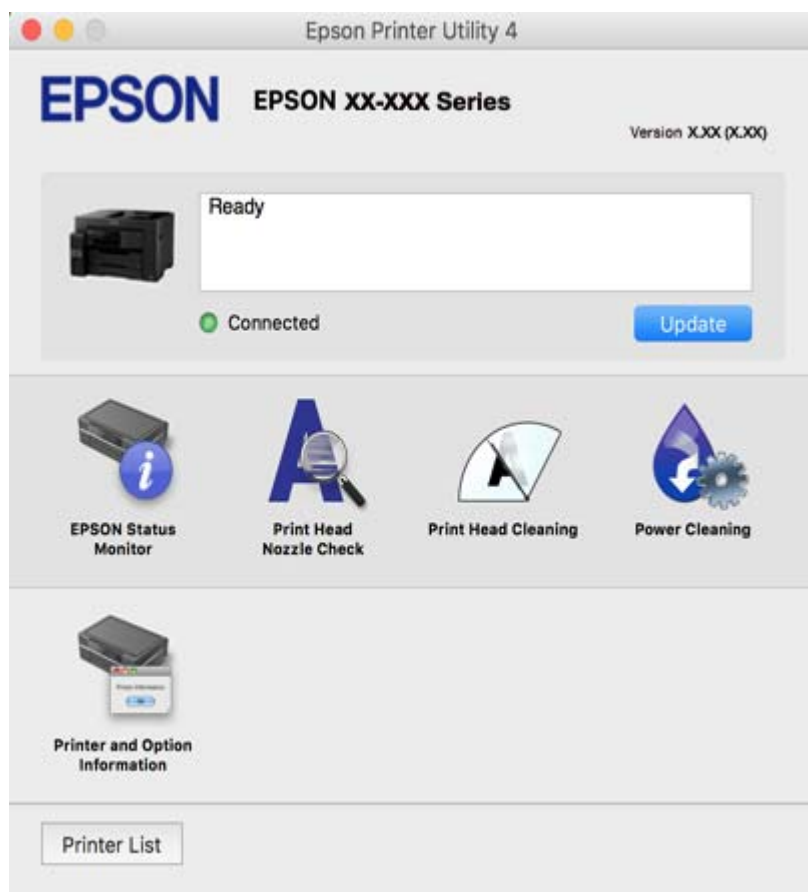 Epson Printer Utility 4
EPSON
EPSON XX-XXX Series
Version X.XX (X.XX)
Ready
Connected
Update
EPSON Status
Monitor
Print Head
Nozzle Check
Print Head Cleaning
Power Cleaning
Printer and Option
Information
Printer List